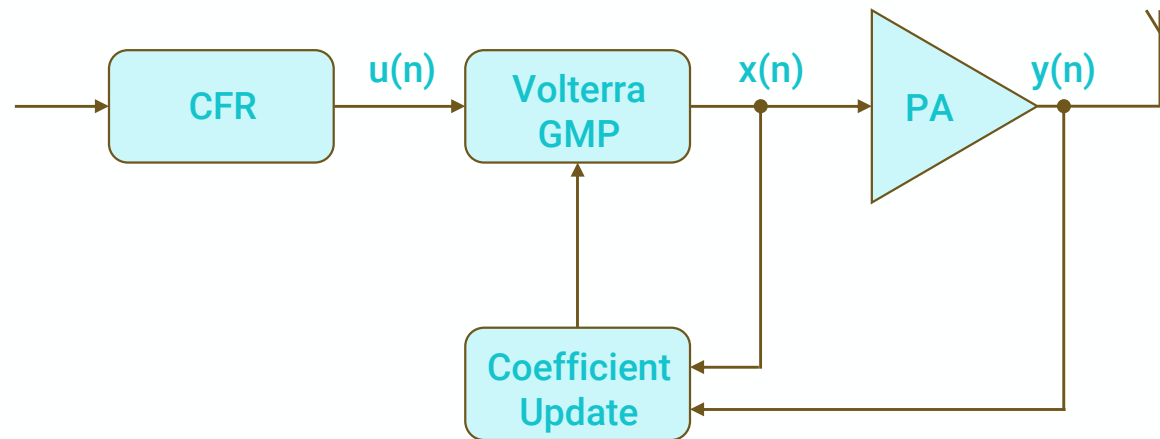 CFR
u(n)
Volterra
GMP
x(n)
PA
y(n)
Coefficient
Update